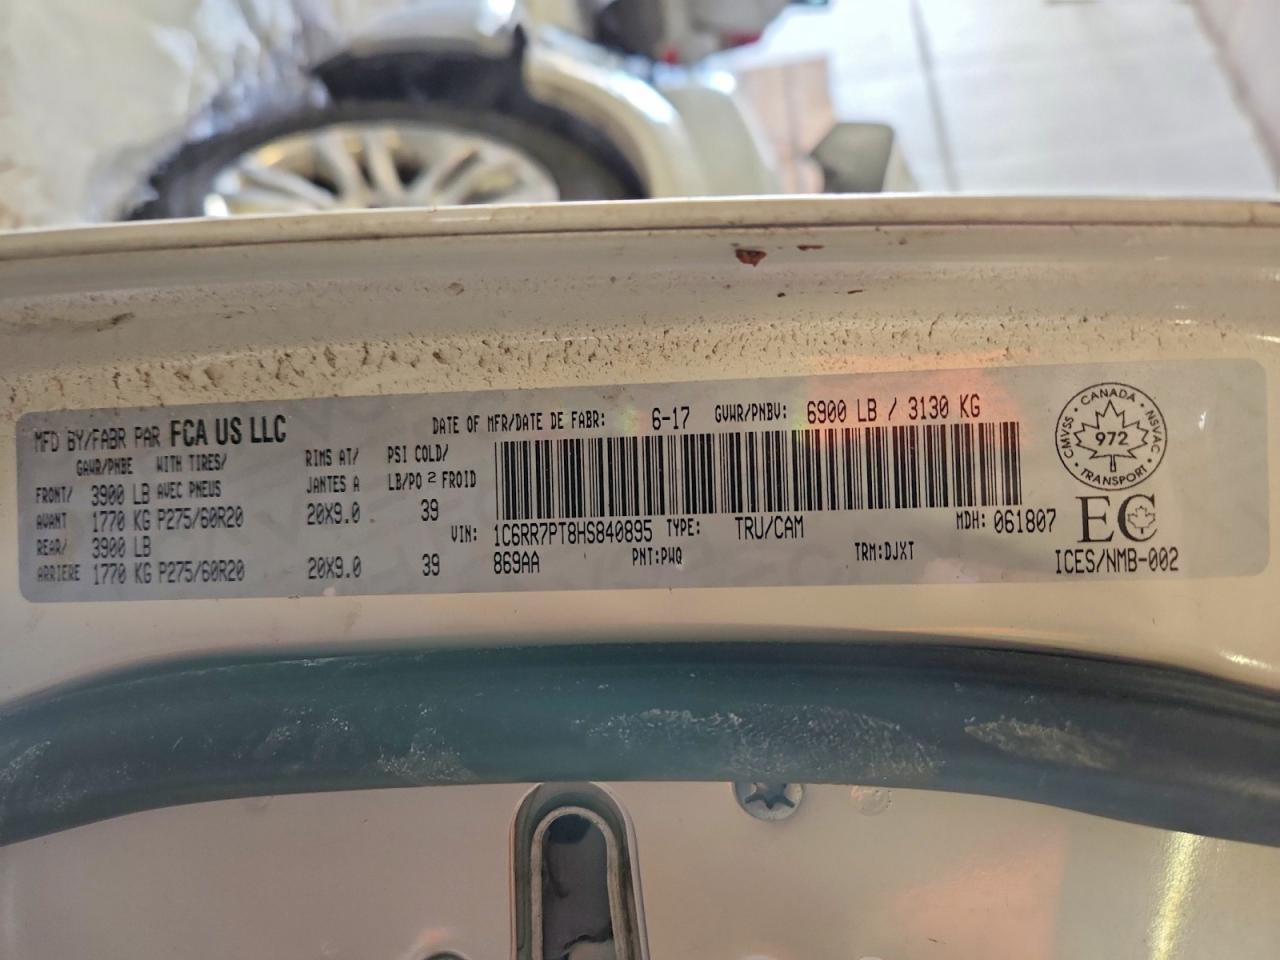 MFD BY/FABR PAR FCA US LLC DATE OF MFR/DATE DE FABR: 6-17 GVWR/PNBV: 6900 LB / 3130 KG
GAWR/PNBE WITH TIRES/ RIMS AT/ PSI COLD/
FRONT/ 3900 LB AVEC PNEUS JANTES A LB/PO² FROID
AVANT 1770 KG P275/60R20 20X9.0 39
REAR/ 3900 LB
ARRIERE 1770 KG P275/60R20 20X9.0 39
VIN: 1C6RR7PT8HS840895 TYPE: TRU/CAM MDH: 061807
869AA PNT:PWQ TRM:DJXT
CANADA
CMVSS 972 NSVAC
TRANSPORT
EC
ICES/NMB-002